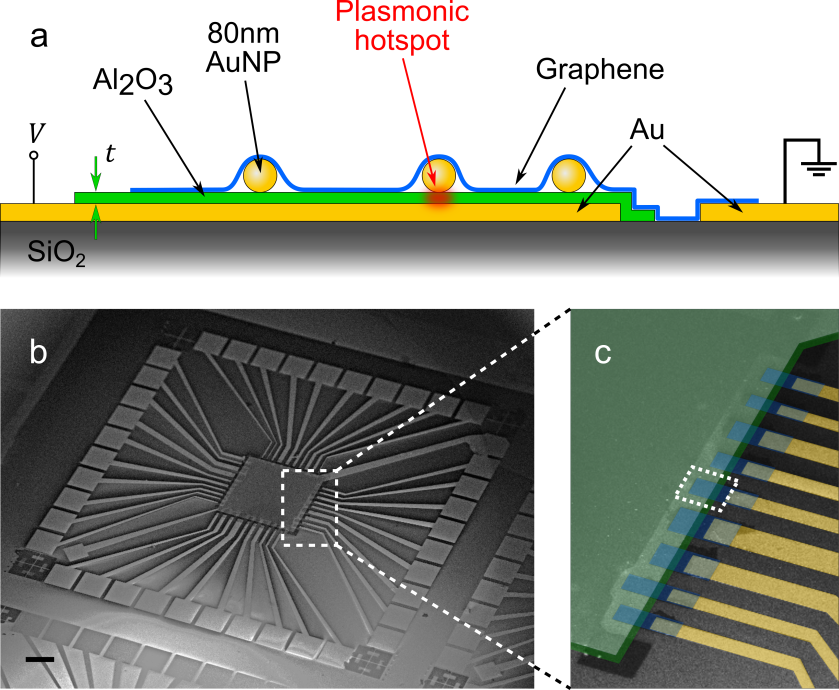 a
80nm
AuNP
Plasmonic
hotspot
Al2O3
Graphene
V
t
Au
SiO2
b
c